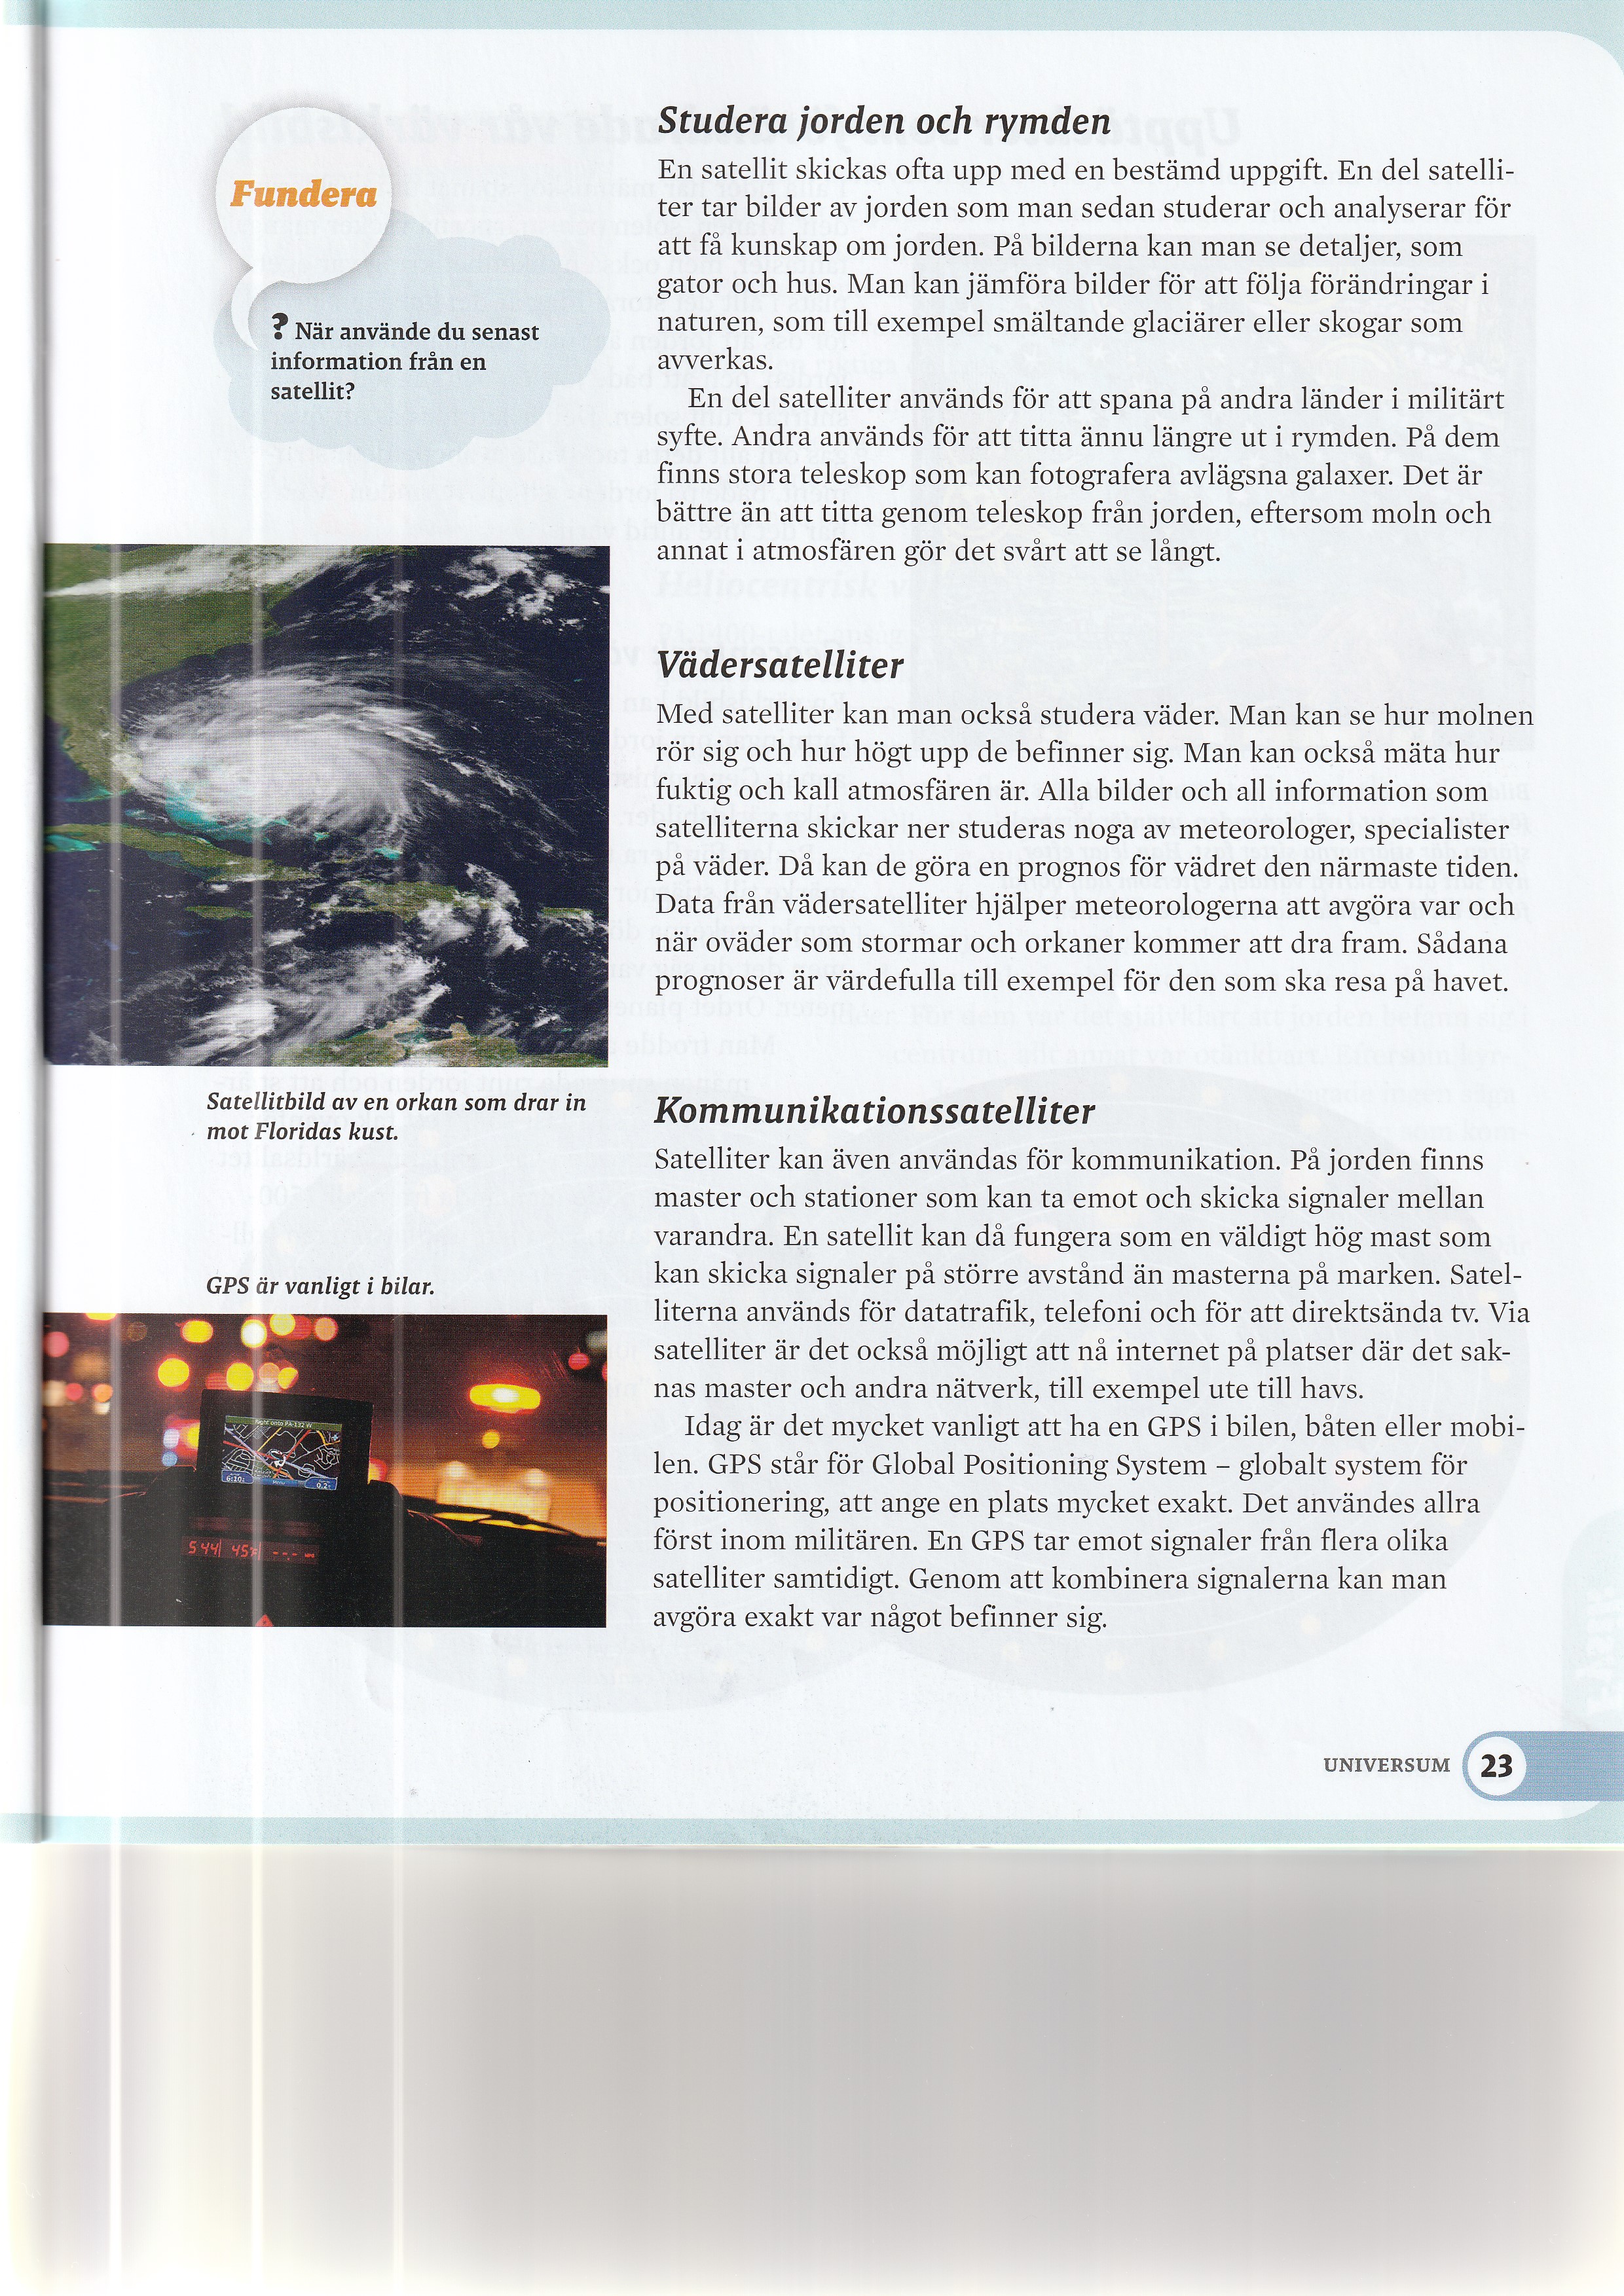 Fundera
? När använde du senast
information från en
satellit?
Studera jorden och rymden
En satellit skickas ofta upp med en bestämd uppgift. En del satelli-
ter tar bilder av jorden som man sedan studerar och analyserar för
att få kunskap om jorden. På bilderna kan man se detaljer, som
gator och hus. Man kan jämföra bilder för att följa förändringar i
naturen, som till exempel smältande glaciärer eller skogar som
avverkas.
En del satelliter används för att spana på andra länder i militärt
syfte. Andra används för att titta ännu längre ut i rymden. På dem
finns stora teleskop som kan fotografera avlägsna galaxer. Det är
bättre än att titta genom teleskop från jorden, eftersom moln och
annat i atmosfären gör det svårt att se långt.
Vädersatelliter
Med satelliter kan man också studera väder. Man kan se hur molnen
rör sig och hur högt upp de befinner sig. Man kan också mäta hur
fuktig och kall atmosfären är. Alla bilder och all information som
satelliterna skickar ner studeras noga av meteorologer, specialister
på väder. Då kan de göra en prognos för vädret den närmaste tiden.
Data från vädersatelliter hjälper meteorologerna att avgöra var och
när oväder som stormar och orkaner kommer att dra fram. Sådana
prognoser är värdefulla till exempel för den som ska resa på havet.
Satellitbild av en orkan som drar in
mot Floridas kust.
Kommunikationssatelliter
Satelliter kan även användas för kommunikation. På jorden finns
master och stationer som kan ta emot och skicka signaler mellan
varandra. En satellit kan då fungera som en väldigt hög mast som
kan skicka signaler på större avstånd än masterna på marken. Satel-
literna används för datatrafik, telefoni och för att direktsända tv. Via
satelliter är det också möjligt att nå internet på platser där det sak-
nas master och andra nätverk, till exempel ute till havs.
Idag är det mycket vanligt att ha en GPS i bilen, båten eller mobi-
len. GPS står för Global Positioning System – globalt system för
positionering, att ange en plats mycket exakt. Det användes allra
först inom militären. En GPS tar emot signaler från flera olika
satelliter samtidigt. Genom att kombinera signalerna kan man
avgöra exakt var något befinner sig.
GPS är vanligt i bilar.
Right onto PA-132 W
544 45°F
UNIVERSUM 23